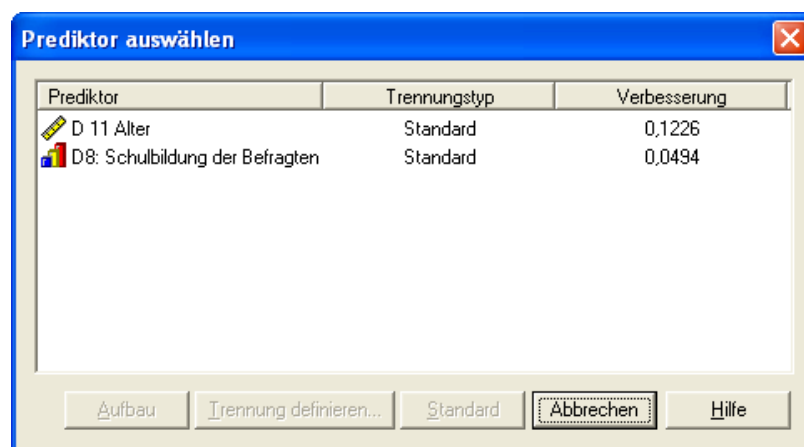 Prediktor auswählen
Prediktor Trennungstyp Verbesserung
D 11 Alter Standard 0,1226
D8: Schulbildung der Befragten Standard 0,0494
Aufbau Trennung definieren... Standard Abbrechen Hilfe